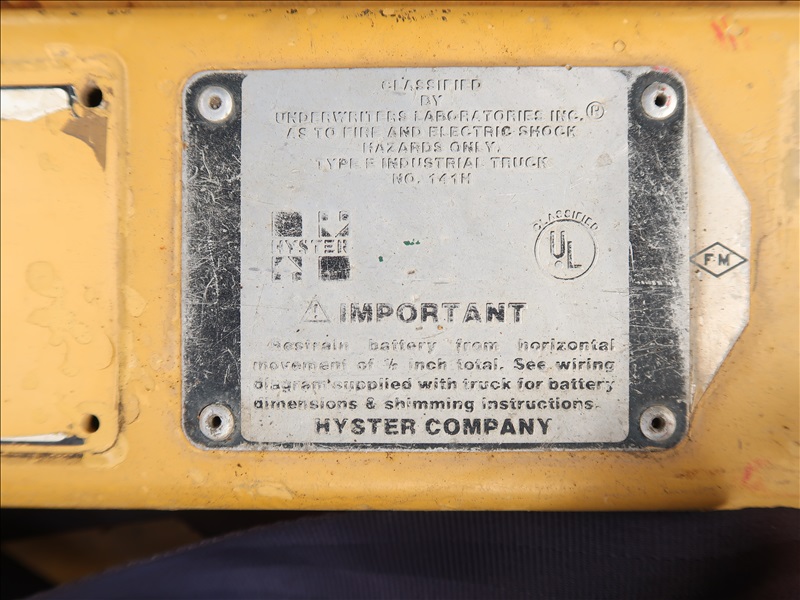 CLASSIFIED
BY
UNDERWRITERS LABORATORIES INC.®
AS TO FIRE AND ELECTRIC SHOCK
HAZARDS ONLY.
TYPE E INDUSTRIAL TRUCK
NO. 141H
HYSTER
CLASSIFIED
UL
FM
⚠ IMPORTANT
Restrain battery from horizontal
movement of ½ inch total. See wiring
diagram supplied with truck for battery
dimensions & shimming instructions.
HYSTER COMPANY